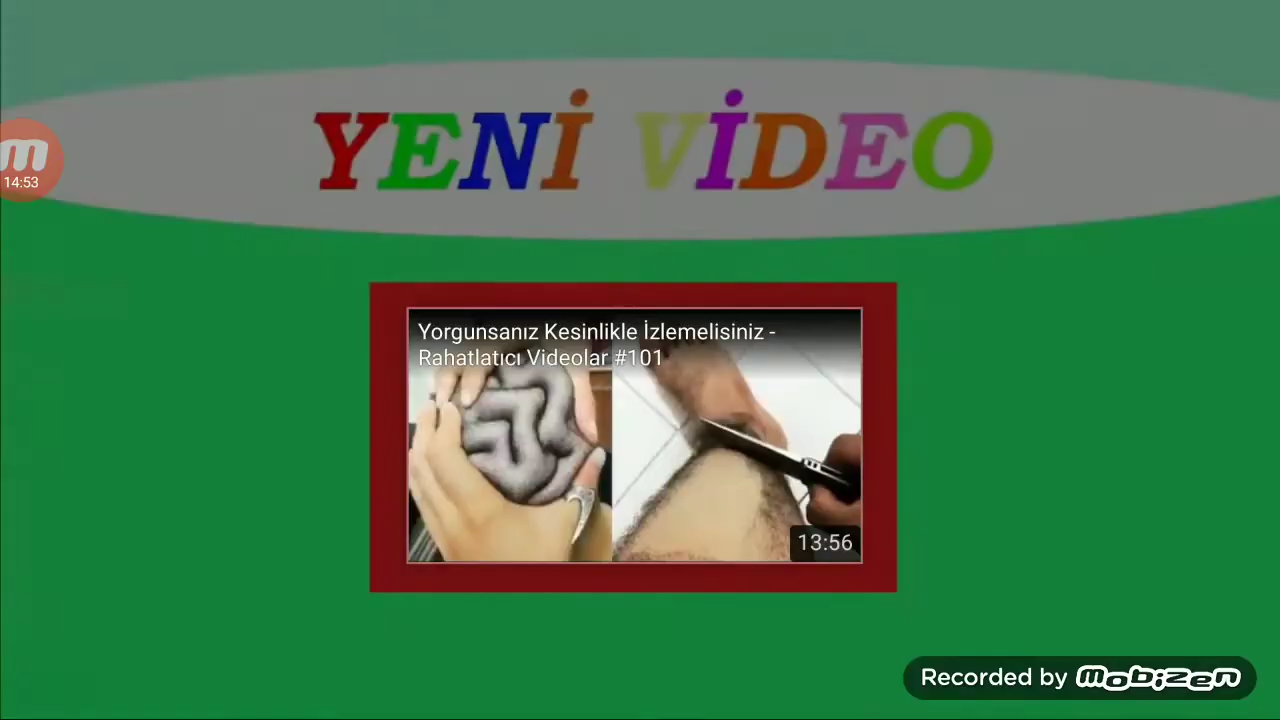 YENİ VİDEO
14:53
Yorgunsanız Kesinlikle İzlemelisiniz -
Rahatlatıcı Videolar #101
13:56
Recorded by mobizen